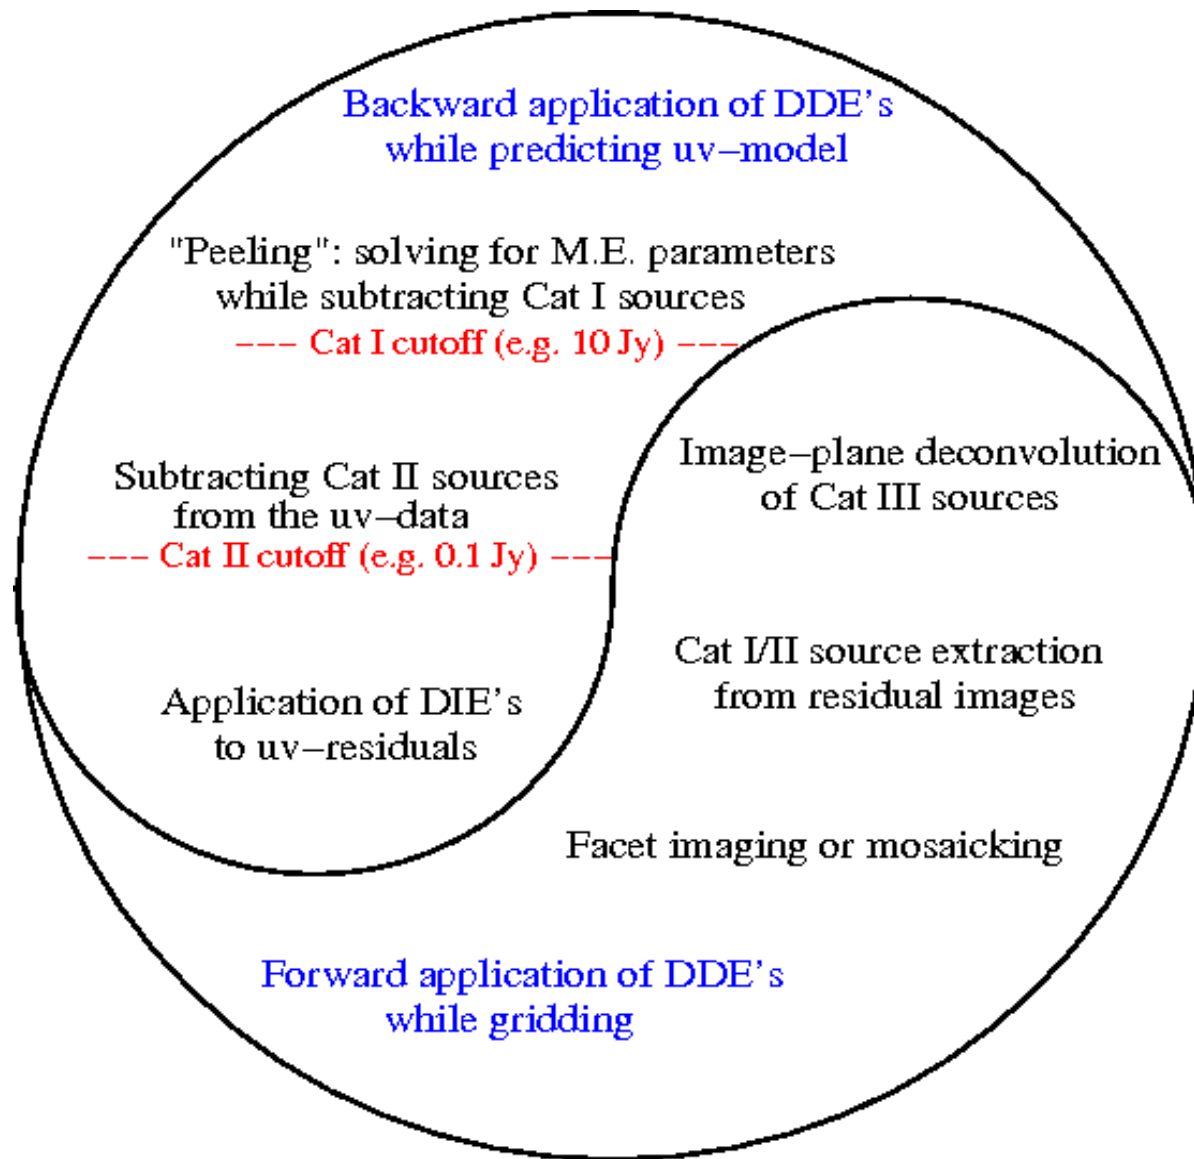 Backward application of DDE's
while predicting uv−model
"Peeling": solving for M.E. parameters
while subtracting Cat I sources
−−− Cat I cutoff (e.g. 10 Jy) −−−
Image−plane deconvolution
of Cat III sources
Subtracting Cat II sources
from the uv−data
−−− Cat II cutoff (e.g. 0.1 Jy) −−−
Cat I/II source extraction
from residual images
Application of DIE's
to uv−residuals
Facet imaging or mosaicking
Forward application of DDE's
while gridding